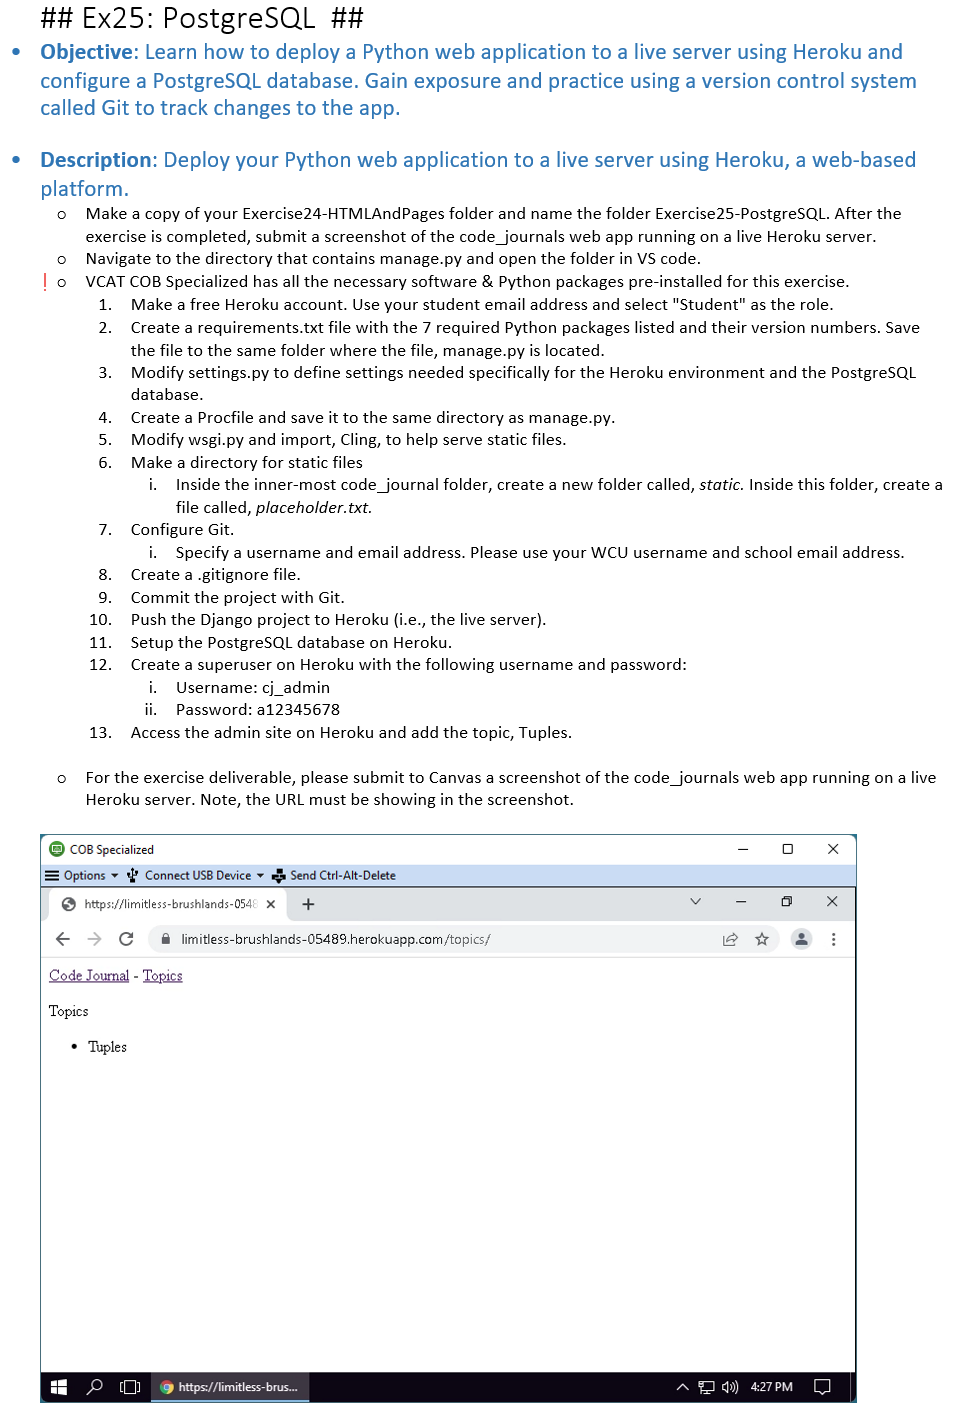 ## Ex25: PostgreSQL ##
• Objective: Learn how to deploy a Python web application to a live server using Heroku and
configure a PostgreSQL database. Gain exposure and practice using a version control system
called Git to track changes to the app.
• Description: Deploy your Python web application to a live server using Heroku, a web-based
platform.
o Make a copy of your Exercise24-HTMLAndPages folder and name the folder Exercise25-PostgreSQL. After the
exercise is completed, submit a screenshot of the code_journals web app running on a live Heroku server.
o Navigate to the directory that contains manage.py and open the folder in VS code.
! o VCAT COB Specialized has all the necessary software & Python packages pre-installed for this exercise.
1. Make a free Heroku account. Use your student email address and select "Student" as the role.
2. Create a requirements.txt file with the 7 required Python packages listed and their version numbers. Save
the file to the same folder where the file, manage.py is located.
3. Modify settings.py to define settings needed specifically for the Heroku environment and the PostgreSQL
database.
4. Create a Procfile and save it to the same directory as manage.py.
5. Modify wsgi.py and import, Cling, to help serve static files.
6. Make a directory for static files
i. Inside the inner-most code_journal folder, create a new folder called, static. Inside this folder, create a
file called, placeholder.txt.
7. Configure Git.
i. Specify a username and email address. Please use your WCU username and school email address.
8. Create a .gitignore file.
9. Commit the project with Git.
10. Push the Django project to Heroku (i.e., the live server).
11. Setup the PostgreSQL database on Heroku.
12. Create a superuser on Heroku with the following username and password:
i. Username: cj_admin
ii. Password: a12345678
13. Access the admin site on Heroku and add the topic, Tuples.
o For the exercise deliverable, please submit to Canvas a screenshot of the code_journals web app running on a live
Heroku server. Note, the URL must be showing in the screenshot.
COB Specialized
Options Connect USB Device Send Ctrl-Alt-Delete
https://limitless-brushlands-0548
limitless-brushlands-05489.herokuapp.com/topics/
Code Journal - Topics
Topics
• Tuples
https://limitless-brus... 4:27 PM